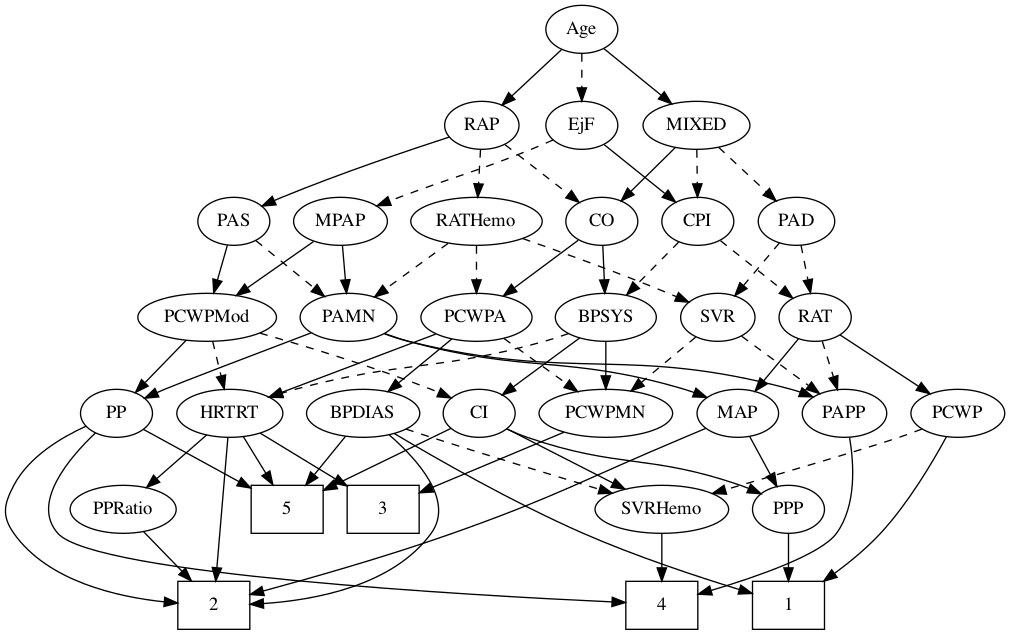 Age
RAP EjF MIXED
PAS MPAP RATHemo CO CPI PAD
PCWPMod PAMN PCWPA BPSYS SVR RAT
PP HRTRT BPDIAS CI PCWPMN MAP PAPP PCWP
PPRatio 5 3 SVRHemo PPP
2 4 1